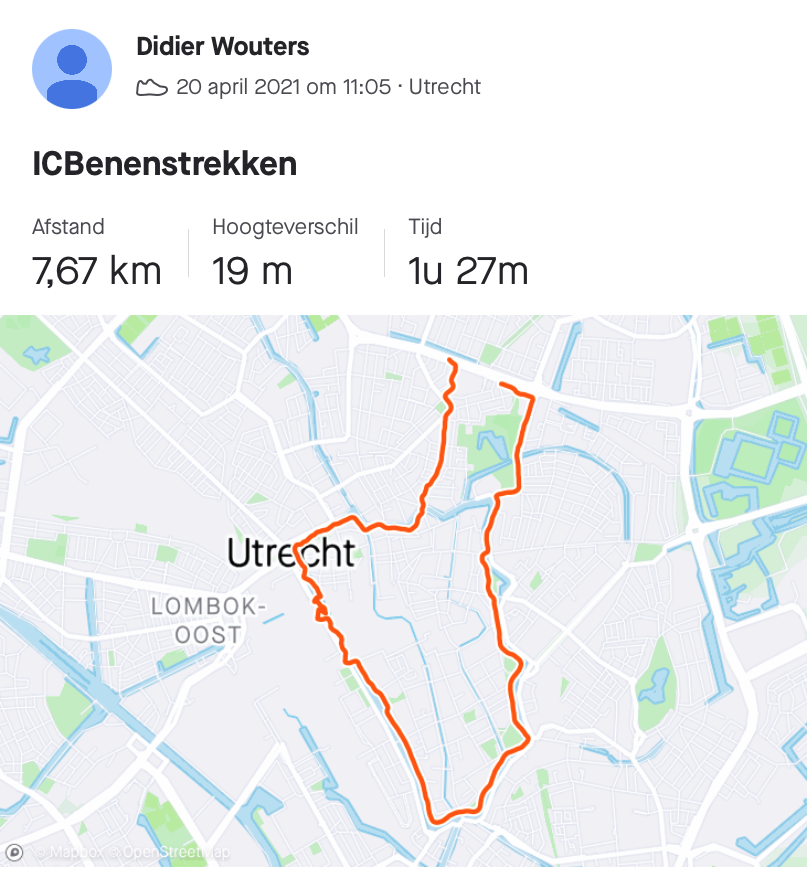 Didier Wouters
20 april 2021 om 11:05 · Utrecht
ICBenenstrekken
Afstand
7,67 km
Hoogteverschil
19 m
Tijd
1u 27m
Utrecht
LOMBOK-
OOST
© Mapbox © OpenStreetMap